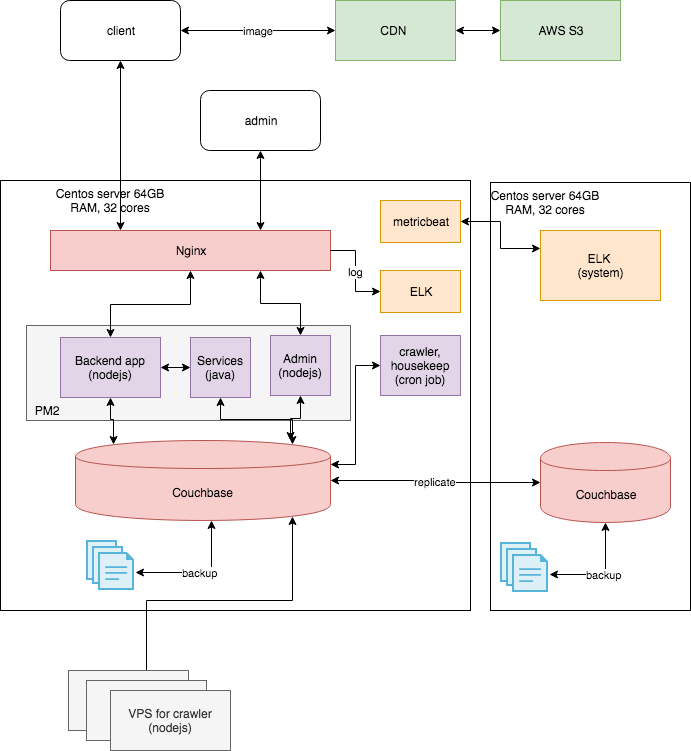 client
image
CDN
AWS S3
admin
Centos server 64GB
RAM, 32 cores
Centos server 64GB
RAM, 32 cores
metricbeat
Nginx
ELK
(system)
log
ELK
Backend app
(nodejs)
Services
(java)
Admin
(nodejs)
crawler,
housekeep
(cron job)
PM2
Couchbase
replicate
Couchbase
backup
backup
VPS for crawler
(nodejs)